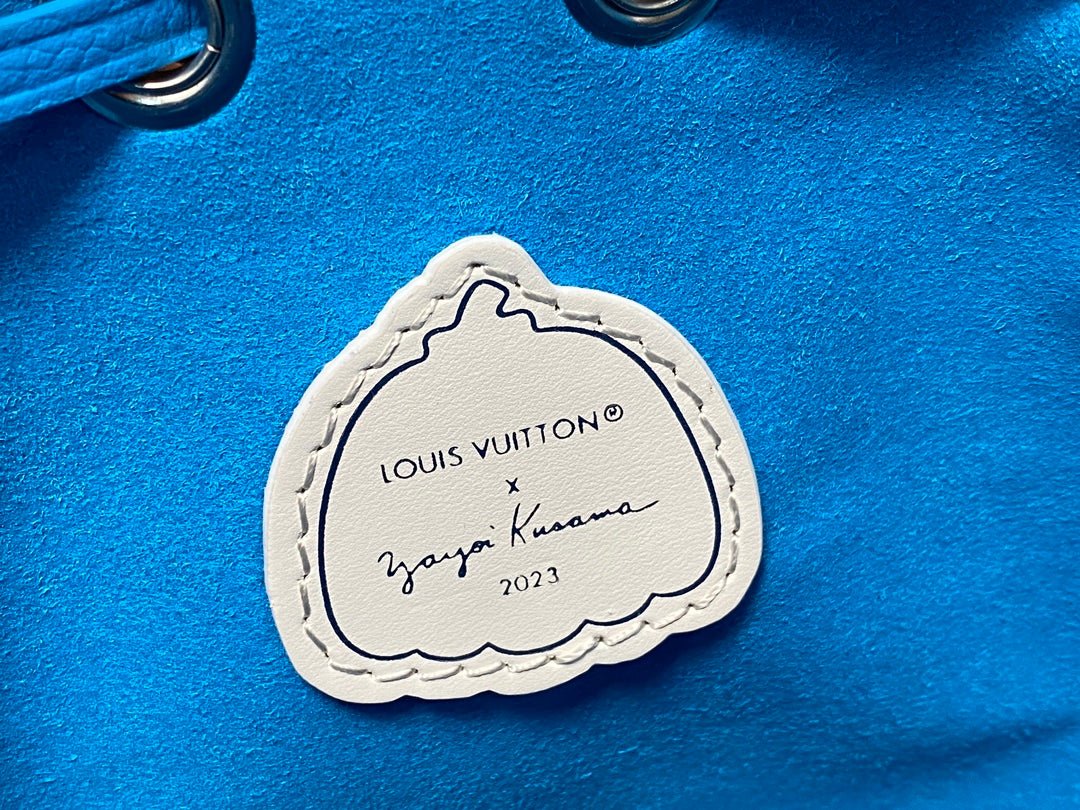 LOUIS VUITTON Ⓜ
x
Yayoi Kusama
2023